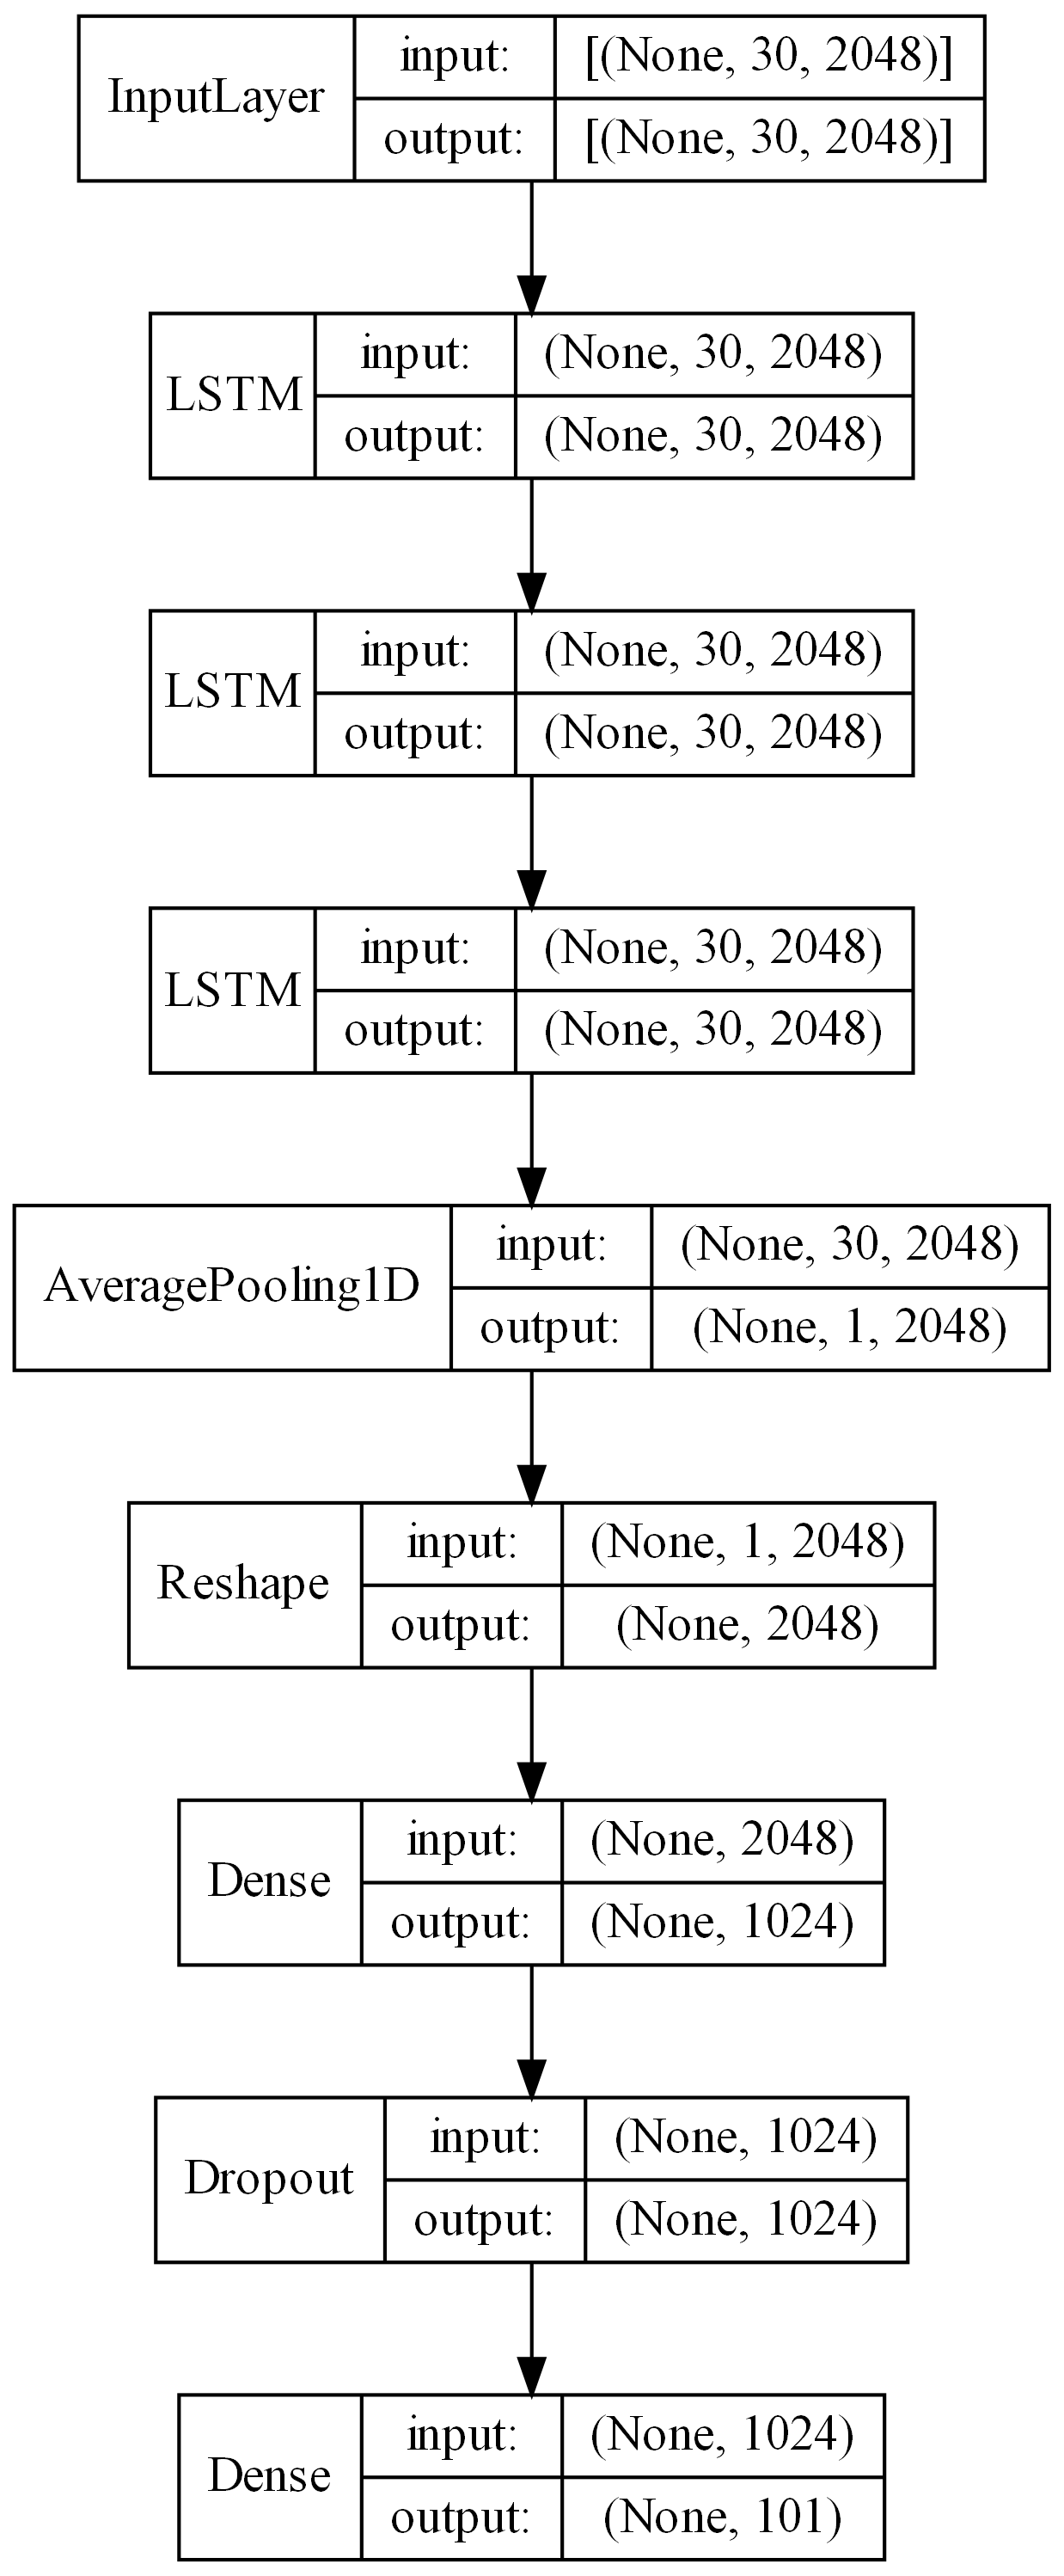 InputLayer
input:
[(None, 30, 2048)]
output:
[(None, 30, 2048)]
LSTM
input:
(None, 30, 2048)
output:
(None, 30, 2048)
LSTM
input:
(None, 30, 2048)
output:
(None, 30, 2048)
LSTM
input:
(None, 30, 2048)
output:
(None, 30, 2048)
AveragePooling1D
input:
(None, 30, 2048)
output:
(None, 1, 2048)
Reshape
input:
(None, 1, 2048)
output:
(None, 2048)
Dense
input:
(None, 2048)
output:
(None, 1024)
Dropout
input:
(None, 1024)
output:
(None, 1024)
Dense
input:
(None, 1024)
output:
(None, 101)